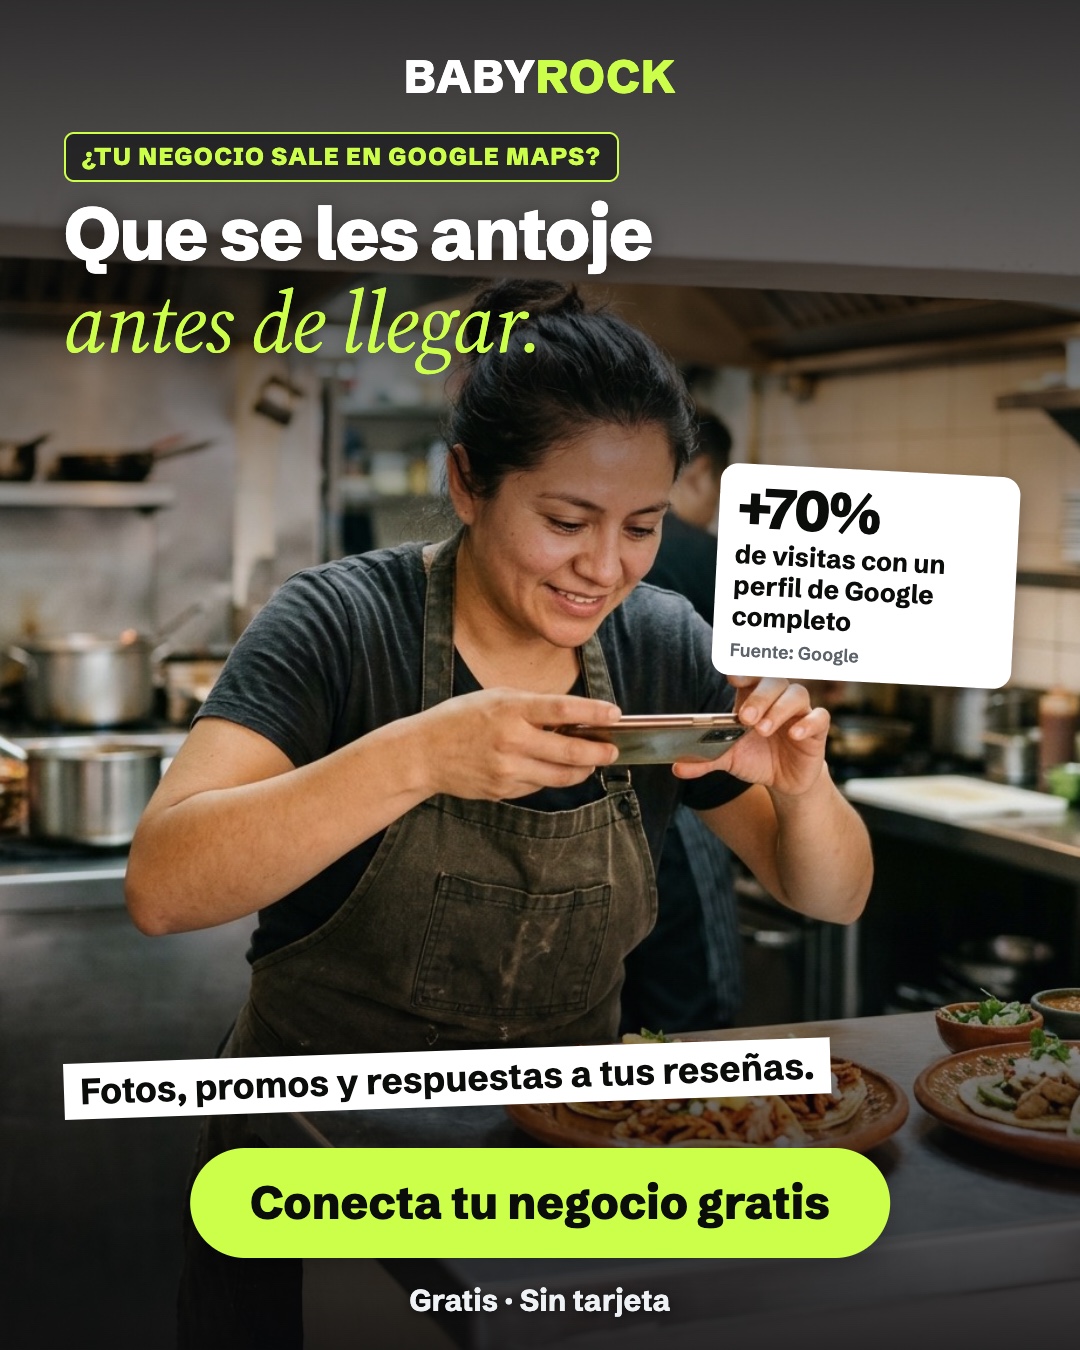 BABYROCK
¿TU NEGOCIO SALE EN GOOGLE MAPS?
Que se les antoje
antes de llegar.
+70%
de visitas con un
perfil de Google
completo
Fuente: Google
Fotos, promos y respuestas a tus reseñas.
Conecta tu negocio gratis
Gratis · Sin tarjeta